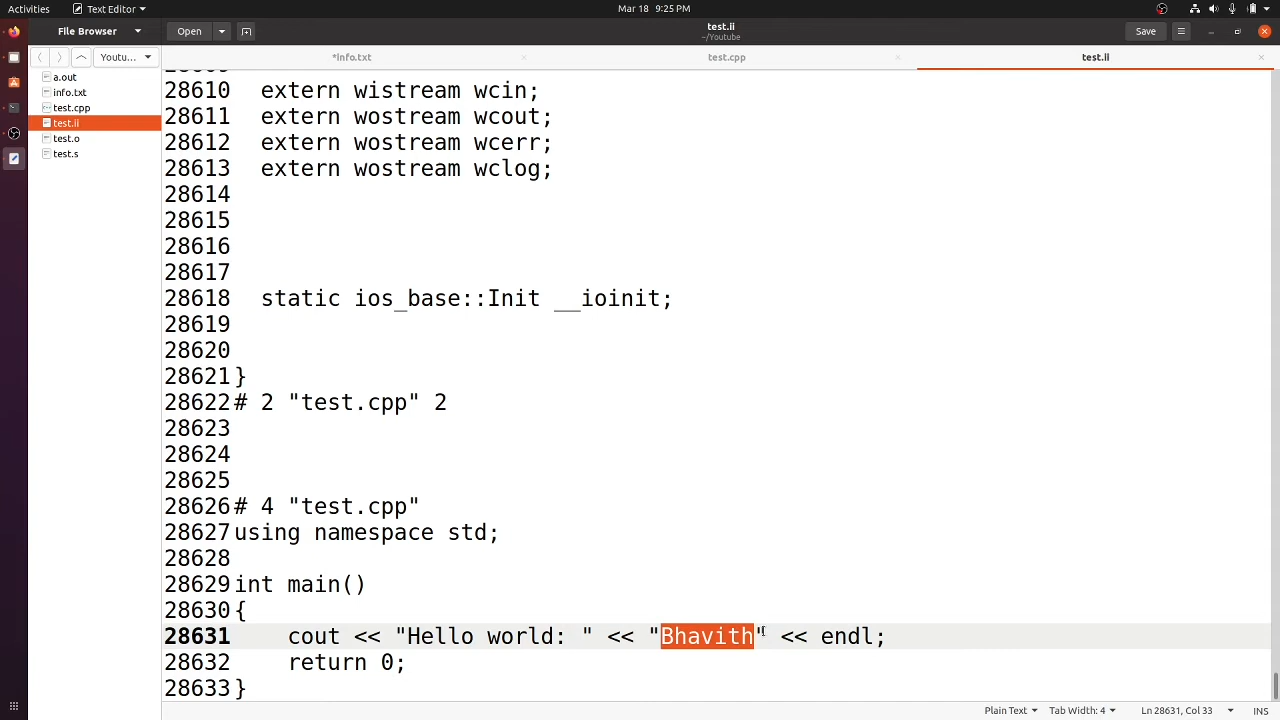 Activities
Text Editor
Mar 18 9:25 PM
File Browser
Open
test.ii
~/Youtube
Save
Youtu...
*info.txt
test.cpp
test.ii
a.out
info.txt
test.cpp
test.ii
test.o
test.s
28610 extern wistream wcin;
28611 extern wostream wcout;
28612 extern wostream wcerr;
28613 extern wostream wclog;
28614
28615
28616
28617
28618 static ios_base::Init __ioinit;
28619
28620
28621 }
28622 # 2 "test.cpp" 2
28623
28624
28625
28626 # 4 "test.cpp"
28627 using namespace std;
28628
28629 int main()
28630 {
28631 cout << "Hello world: " << "Bhavith" << endl;
28632 return 0;
28633 }
Plain Text
Tab Width: 4
Ln 28631, Col 33
INS